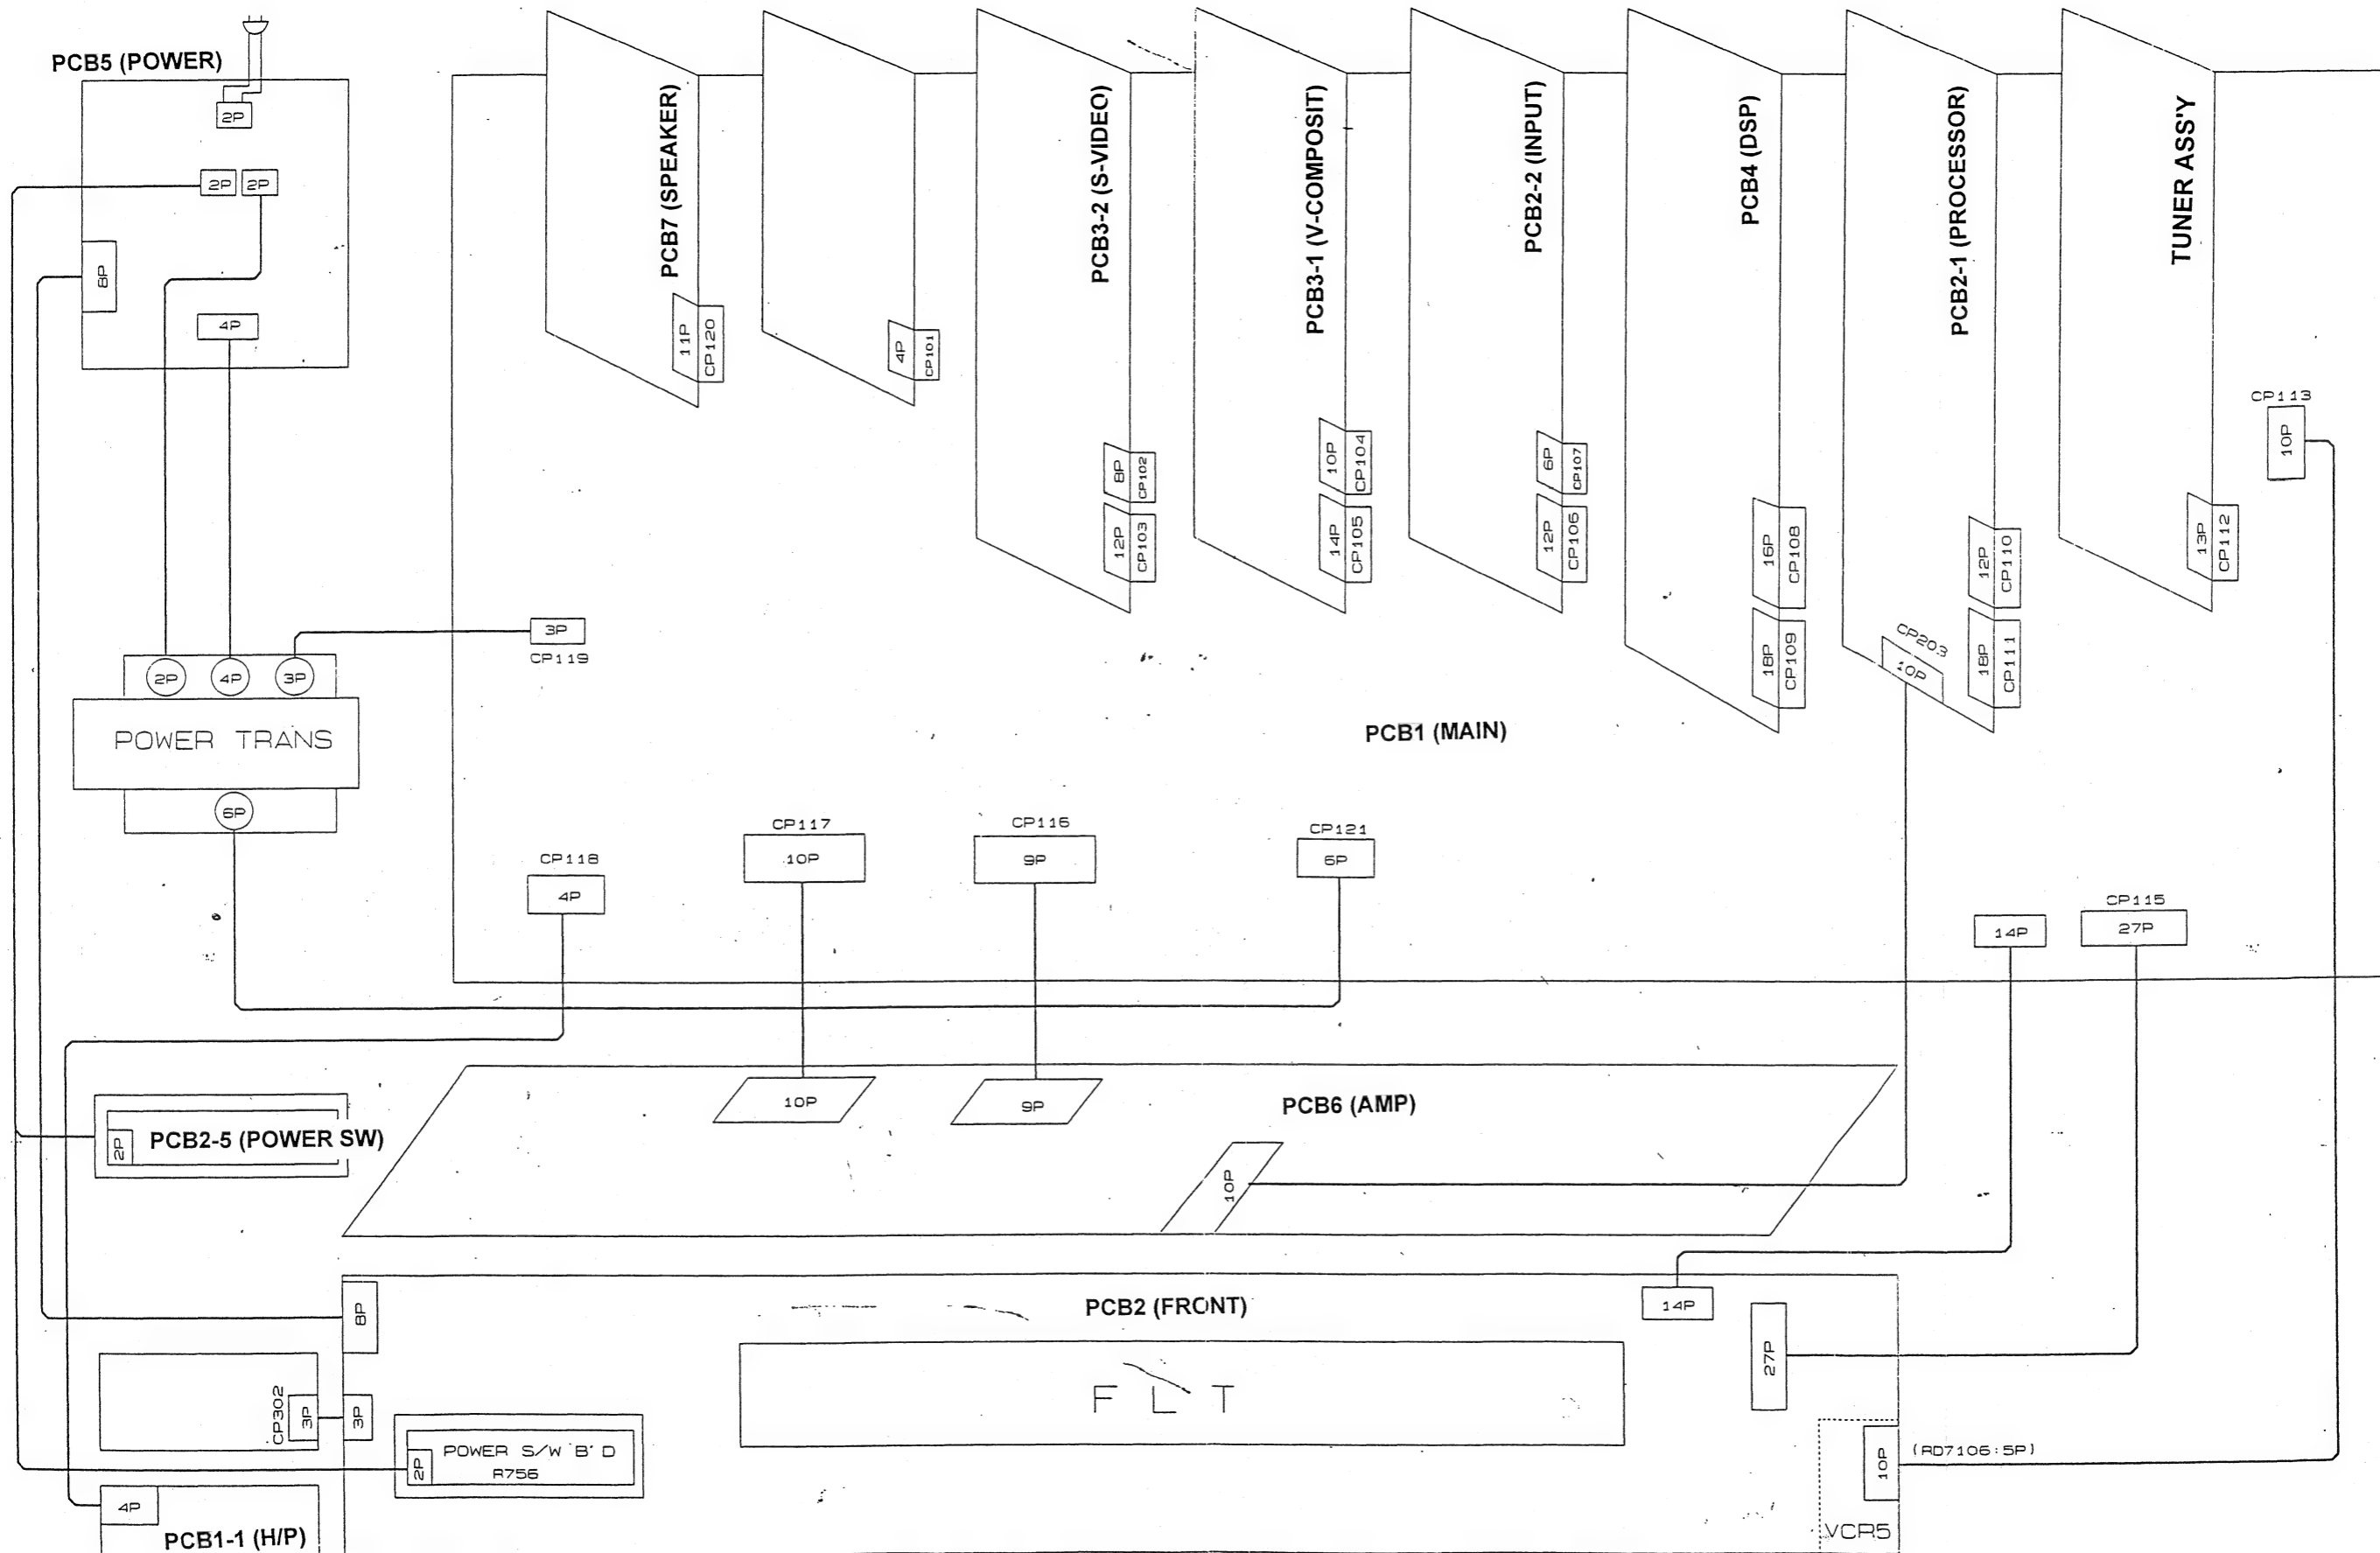 PCB5 (POWER)
2P
2P
2P
8P
4P
PCB7 (SPEAKER)
11P
CP120
4P
CP101
PCB3-2 (S-VIDEO)
8P
CP102
12P
CP103
PCB3-1 (V-COMPOSIT)
10P
CP104
14P
CP105
PCB2-2 (INPUT)
6P
CP107
12P
CP106
PCB4 (DSP)
16P
CP108
18P
CP109
PCB2-1 (PROCESSOR)
12P
CP110
18P
CP111
CP203
10P
TUNER ASS'Y
13P
CP112
CP113
10P
3P
CP119
2P
4P
3P
POWER TRANS
6P
PCB1 (MAIN)
CP118
4P
CP117
10P
CP116
9P
CP121
6P
14P
CP115
27P
10P
9P
PCB6 (AMP)
10P
2P
PCB2-5 (POWER SW)
8P
PCB2 (FRONT)
14P
27P
F L T
CP302
3P
3P
2P
POWER S/W B'D
R756
10P
(RD7106:5P)
VCR5
4P
PCB1-1 (H/P)